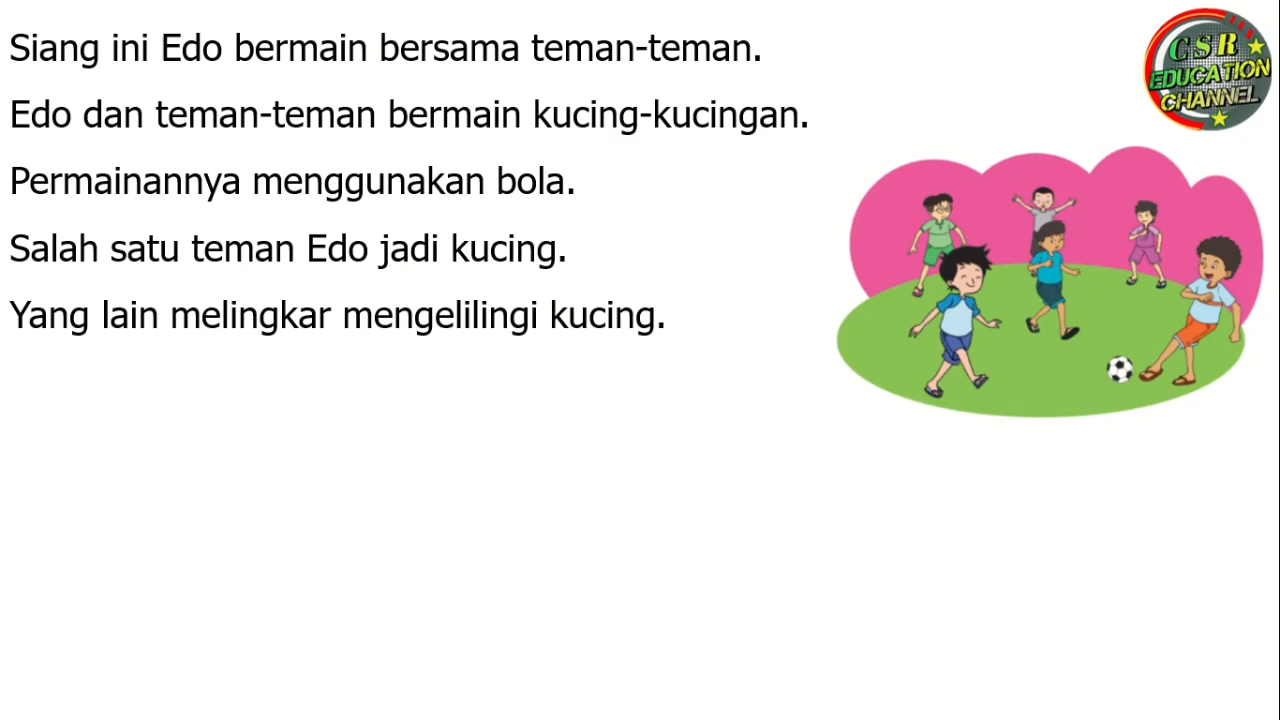 Siang ini Edo bermain bersama teman-teman.
Edo dan teman-teman bermain kucing-kucingan.
Permainannya menggunakan bola.
Salah satu teman Edo jadi kucing.
Yang lain melingkar mengelilingi kucing.
CSR
EDUCATION
CHANNEL